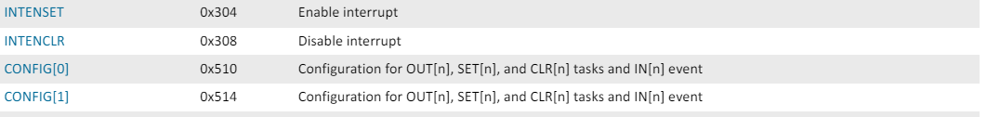 INTENSET 0x304 Enable interrupt
INTENCLR 0x308 Disable interrupt
CONFIG[0] 0x510 Configuration for OUT[n], SET[n], and CLR[n] tasks and IN[n] event
CONFIG[1] 0x514 Configuration for OUT[n], SET[n], and CLR[n] tasks and IN[n] event